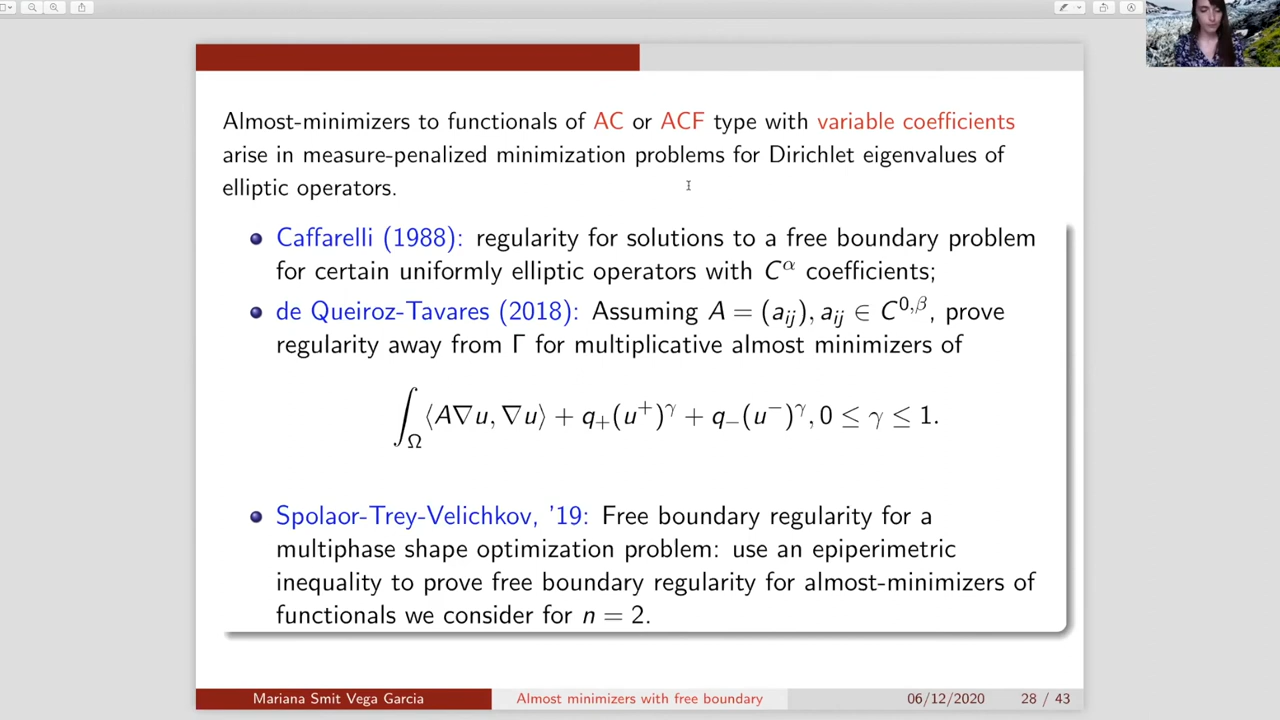 Almost-minimizers to functionals of AC or ACF type with variable coefficients
arise in measure-penalized minimization problems for Dirichlet eigenvalues of
elliptic operators.
Caffarelli (1988): regularity for solutions to a free boundary problem
for certain uniformly elliptic operators with C^α coefficients;
de Queiroz-Tavares (2018): Assuming A = (a_{ij}), a_{ij} ∈ C^{0,β}, prove
regularity away from Γ for multiplicative almost minimizers of
∫_Ω ⟨A∇u, ∇u⟩ + q_+(u^+)^γ + q_−(u^−)^γ, 0 ≤ γ ≤ 1.
Spolaor-Trey-Velichkov, '19: Free boundary regularity for a
multiphase shape optimization problem: use an epiperimetric
inequality to prove free boundary regularity for almost-minimizers of
functionals we consider for n = 2.
Mariana Smit Vega Garcia Almost minimizers with free boundary 06/12/2020 28 / 43